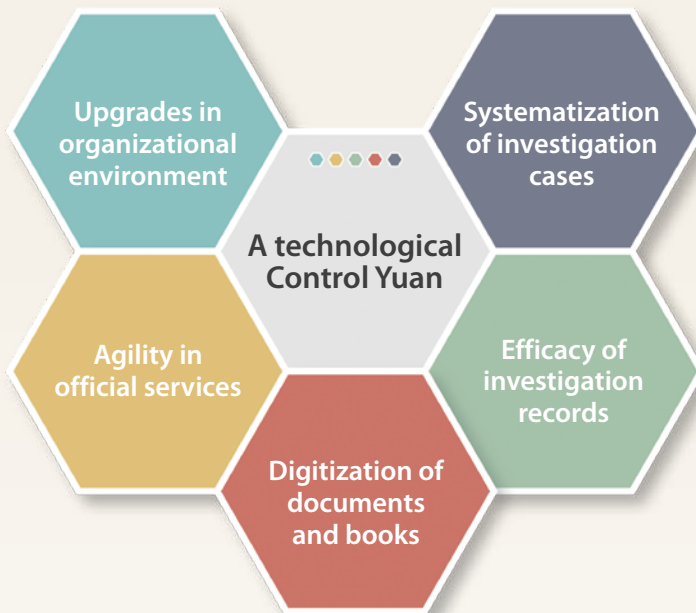 Upgrades in
organizational
environment
Systematization
of investigation
cases
A technological
Control Yuan
Agility in
official services
Efficacy of
investigation
records
Digitization of
documents
and books